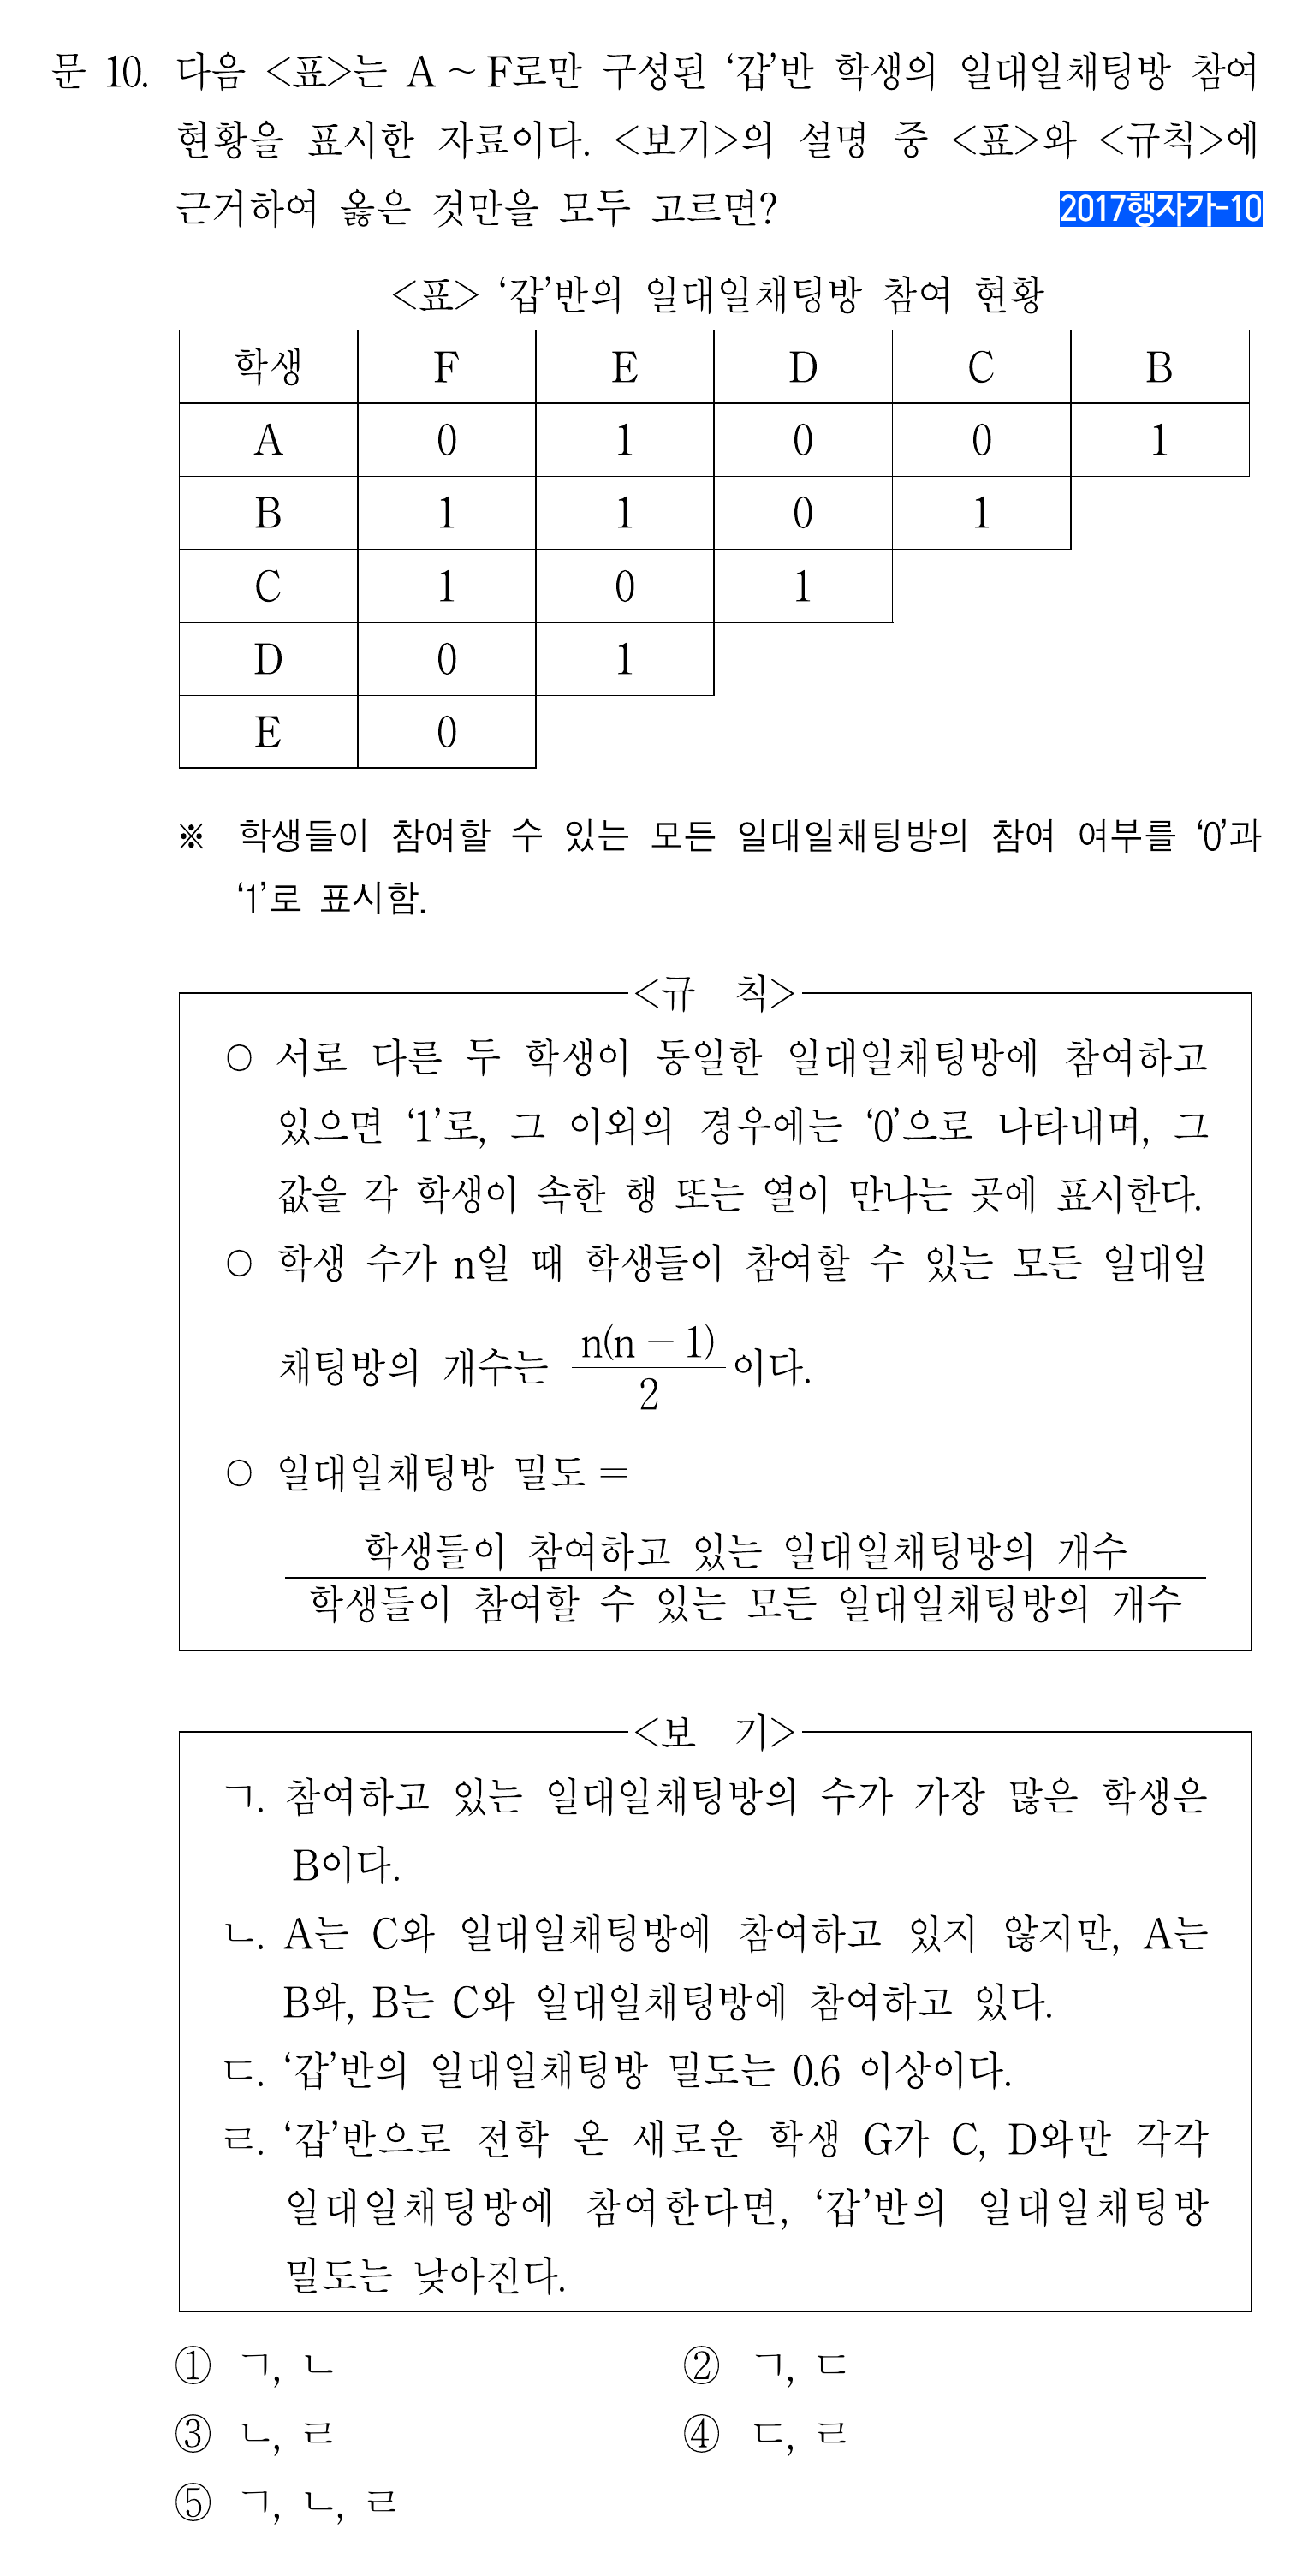 문 10. 다음 <표>는 A ~ F로만 구성된 ‘갑’반 학생의 일대일채팅방 참여
현황을 표시한 자료이다. <보기>의 설명 중 <표>와 <규칙>에
근거하여 옳은 것만을 모두 고르면? 2017행자가-10
<표> ‘갑’반의 일대일채팅방 참여 현황
학생 F E D C B
A 0 1 0 0 1
B 1 1 0 1
C 1 0 1
D 0 1
E 0
※ 학생들이 참여할 수 있는 모든 일대일채팅방의 참여 여부를 ‘0’과
‘1’로 표시함.
<규 칙>
○ 서로 다른 두 학생이 동일한 일대일채팅방에 참여하고
있으면 ‘1’로, 그 이외의 경우에는 ‘0’으로 나타내며, 그
값을 각 학생이 속한 행 또는 열이 만나는 곳에 표시한다.
○ 학생 수가 n일 때 학생들이 참여할 수 있는 모든 일대일
채팅방의 개수는 n(n − 1)/2 이다.
○ 일대일채팅방 밀도 =
학생들이 참여하고 있는 일대일채팅방의 개수
학생들이 참여할 수 있는 모든 일대일채팅방의 개수
<보 기>
ㄱ. 참여하고 있는 일대일채팅방의 수가 가장 많은 학생은
B이다.
ㄴ. A는 C와 일대일채팅방에 참여하고 있지 않지만, A는
B와, B는 C와 일대일채팅방에 참여하고 있다.
ㄷ. ‘갑’반의 일대일채팅방 밀도는 0.6 이상이다.
ㄹ. ‘갑’반으로 전학 온 새로운 학생 G가 C, D와만 각각
일대일채팅방에 참여한다면, ‘갑’반의 일대일채팅방
밀도는 낮아진다.
① ㄱ, ㄴ ② ㄱ, ㄷ
③ ㄴ, ㄹ ④ ㄷ, ㄹ
⑤ ㄱ, ㄴ, ㄹ